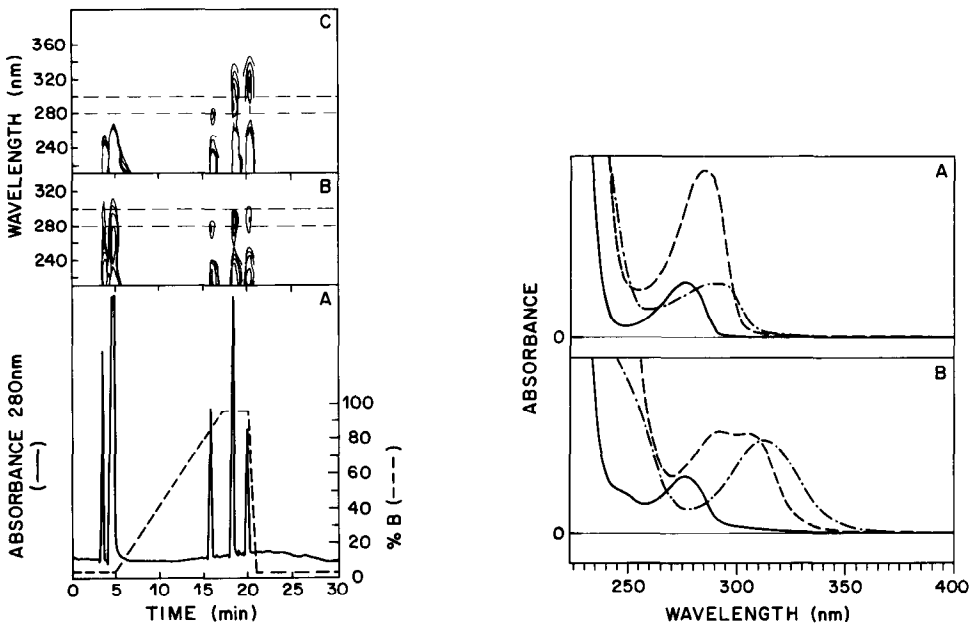 C
360
320
280
240
WAVELENGTH (nm)
B
320
280
240
A
ABSORBANCE 280nm
(—)
100
80
60
40
20
0
% B (---)
0 5 10 15 20 25 30
TIME (min)
A
0
ABSORBANCE
B
0
250 300 350 400
WAVELENGTH (nm)